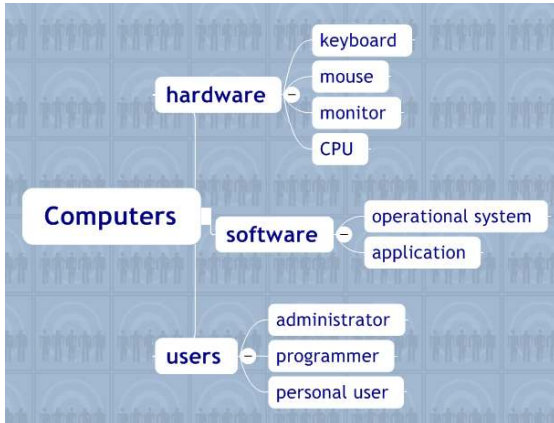 Computers
hardware
keyboard
mouse
monitor
CPU
software
operational system
application
users
administrator
programmer
personal user